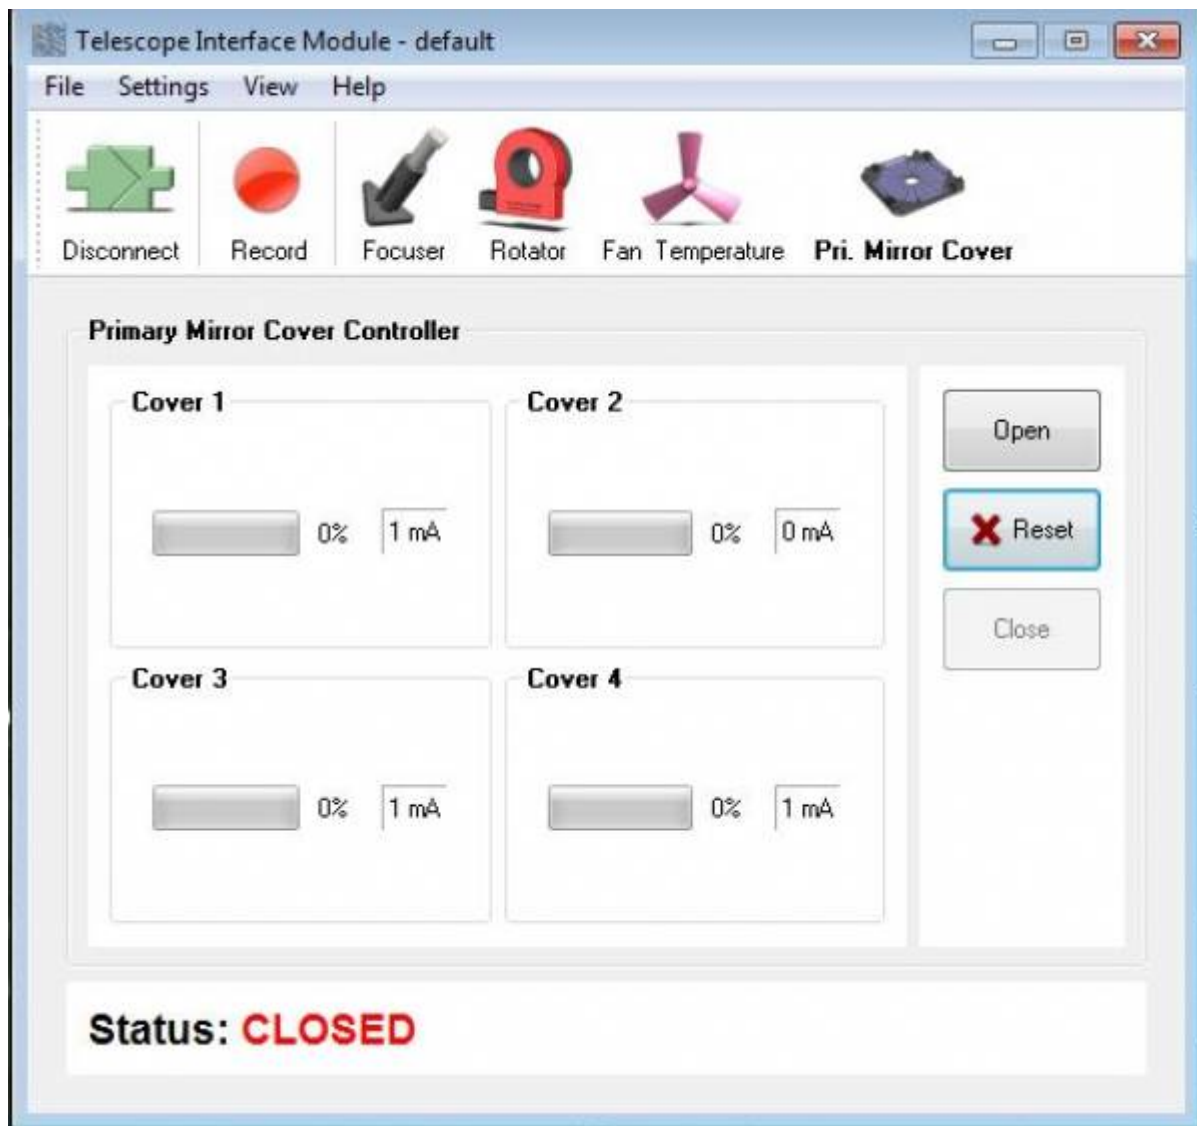 Telescope Interface Module - default
File Settings View Help
Disconnect Record Focuser Rotator Fan Temperature Pri. Mirror Cover
Primary Mirror Cover Controller
Cover 1
0% 1 mA
Cover 2
0% 0 mA
Cover 3
0% 1 mA
Cover 4
0% 1 mA
Open
Reset
Close
Status: CLOSED